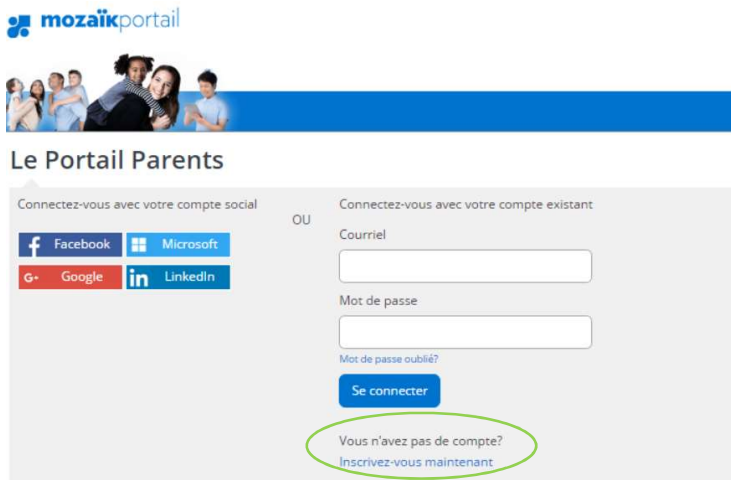 mozaïkportail
Le Portail Parents
Connectez-vous avec votre compte social
Facebook
Microsoft
G+ Google
in LinkedIn
OU
Connectez-vous avec votre compte existant
Courriel
Mot de passe
Mot de passe oublié?
Se connecter
Vous n'avez pas de compte?
Inscrivez-vous maintenant